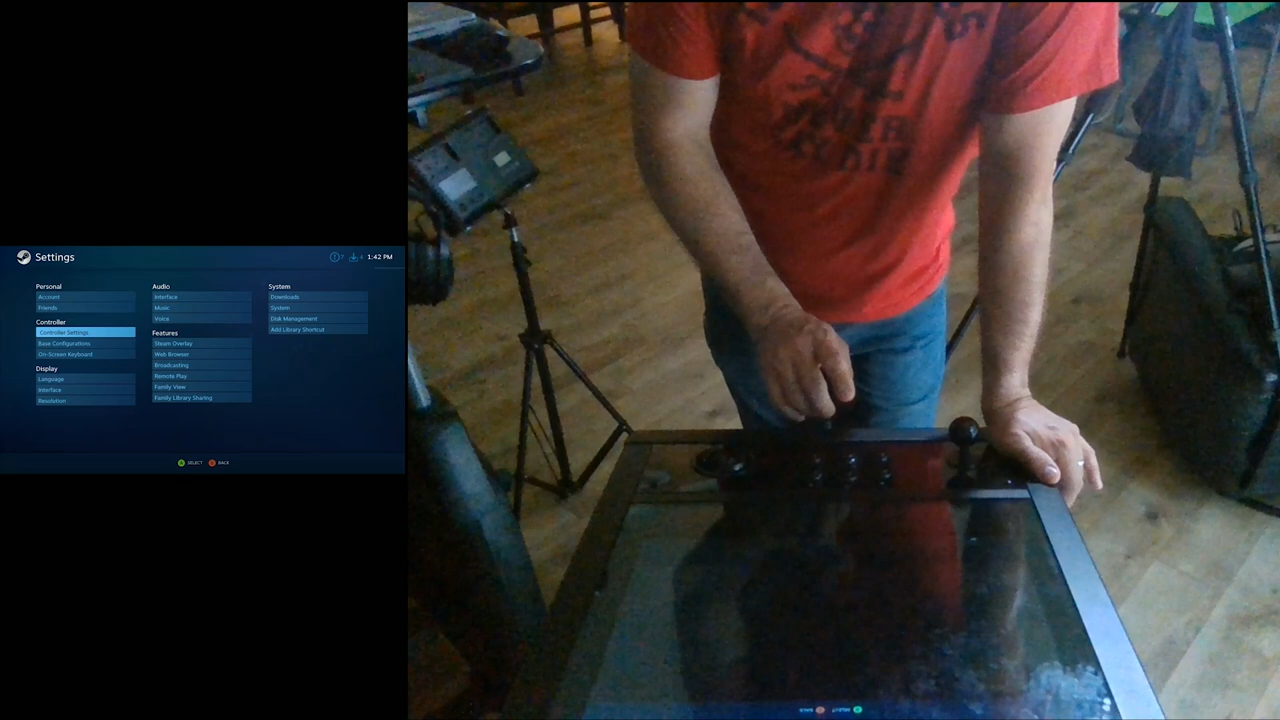 Settings
7
4
1:42 PM
Personal
Account
Friends
Controller
Controller Settings
Base Configurations
On-Screen Keyboard
Display
Language
Interface
Resolution
Audio
Interface
Music
Voice
Features
Steam Overlay
Web Browser
Broadcasting
Remote Play
Family View
Family Library Sharing
System
Downloads
System
Disk Management
Add Library Shortcut
SELECT
BACK